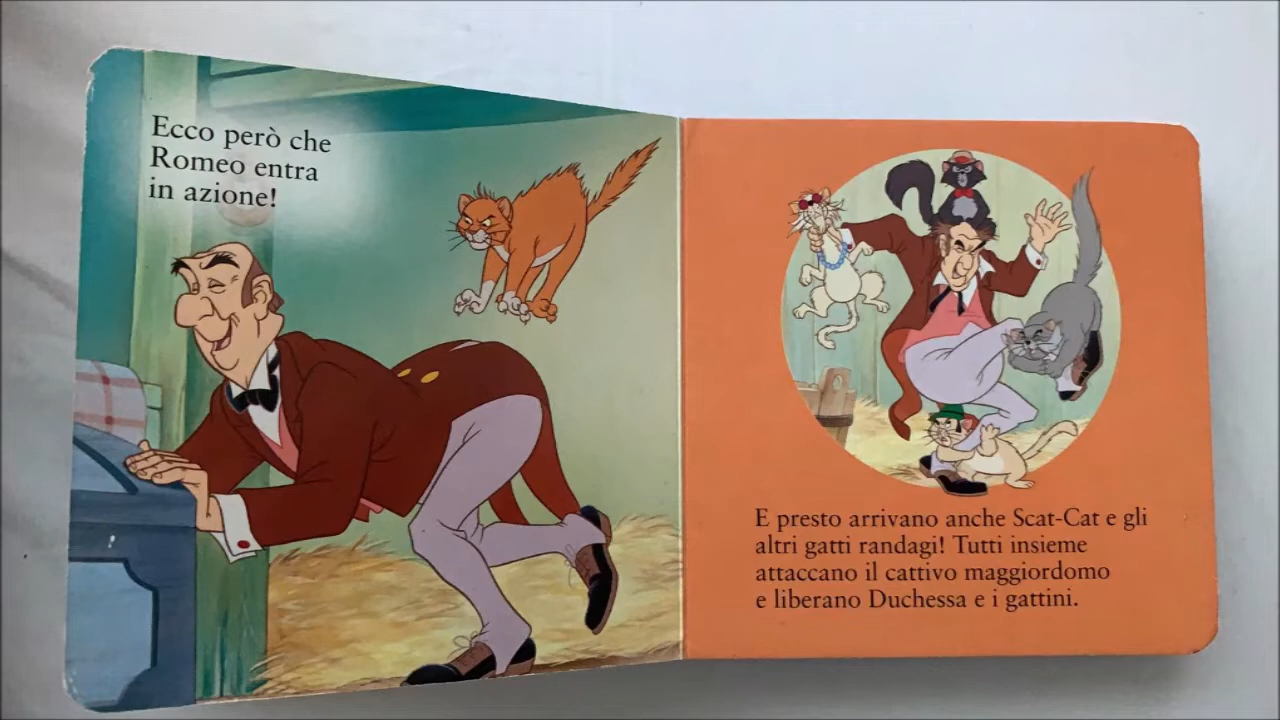 Ecco però che
Romeo entra
in azione!
E presto arrivano anche Scat-Cat e gli
altri gatti randagi! Tutti insieme
attaccano il cattivo maggiordomo
e liberano Duchessa e i gattini.